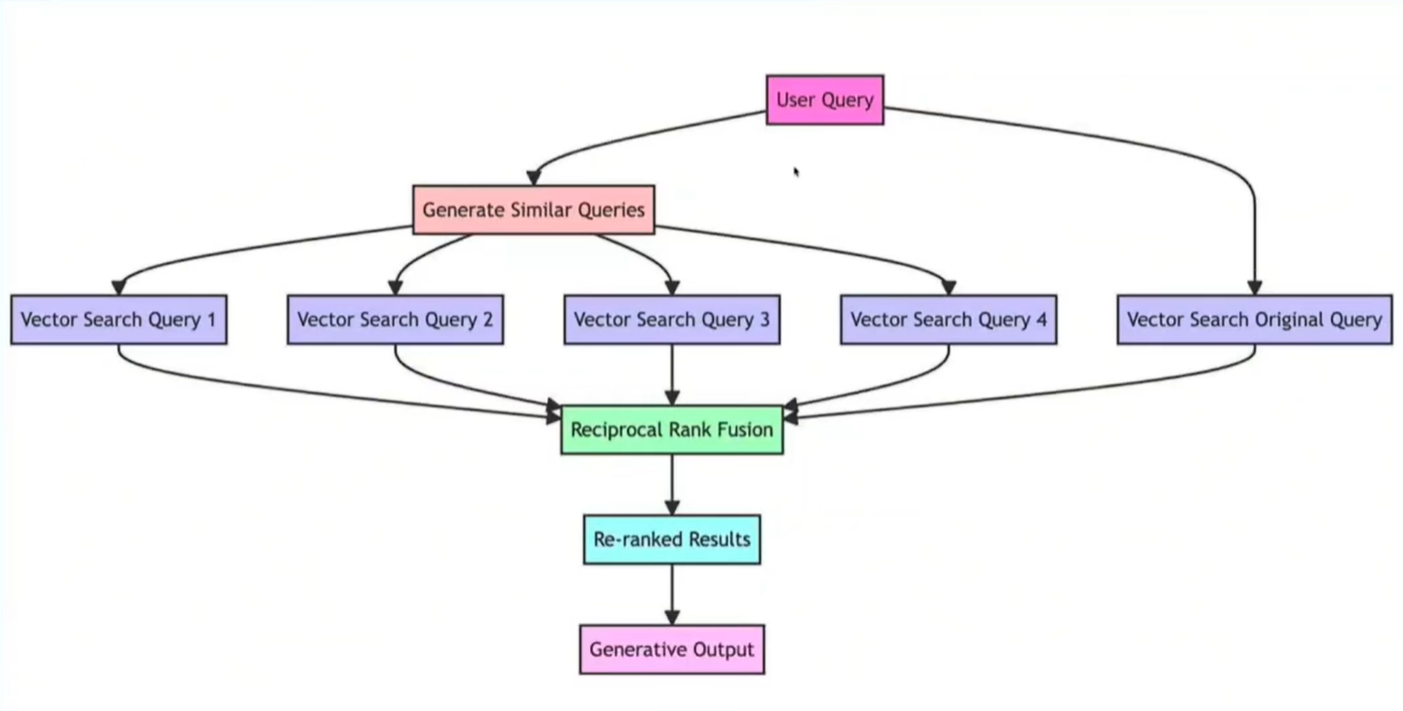 User Query
Generate Similar Queries
Vector Search Query 1
Vector Search Query 2
Vector Search Query 3
Vector Search Query 4
Vector Search Original Query
Reciprocal Rank Fusion
Re-ranked Results
Generative Output